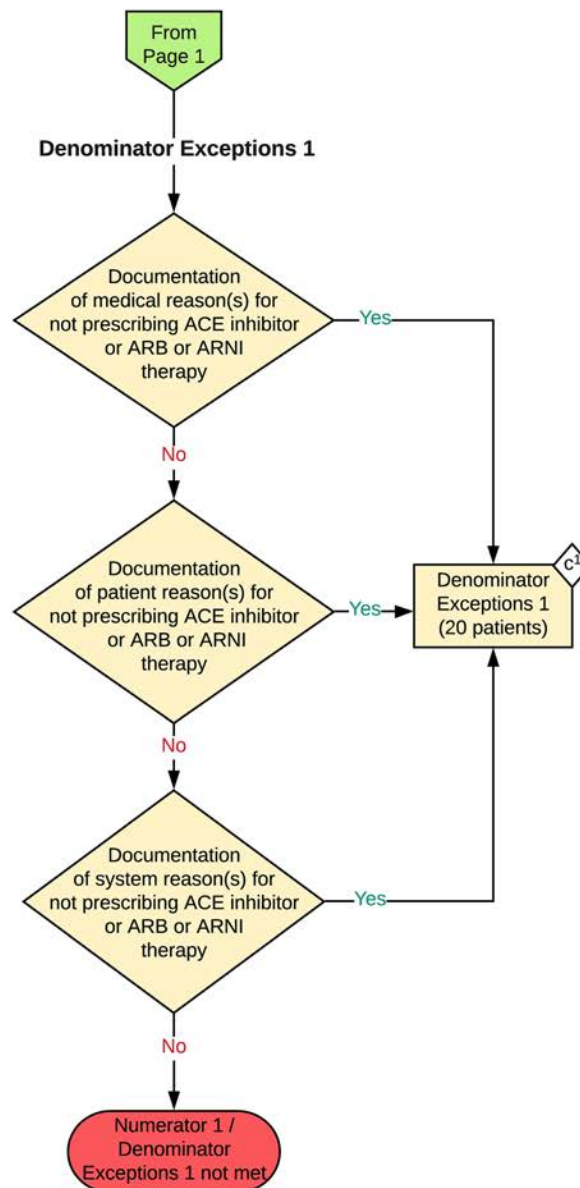 From
Page 1
Denominator Exceptions 1
Documentation
of medical reason(s) for
not prescribing ACE inhibitor
or ARB or ARNI
therapy
Yes
No
Documentation
of patient reason(s) for
not prescribing ACE inhibitor
or ARB or ARNI
therapy
Yes
c¹
Denominator
Exceptions 1
(20 patients)
No
Documentation
of system reason(s) for
not prescribing ACE inhibitor
or ARB or ARNI
therapy
Yes
No
Numerator 1 /
Denominator
Exceptions 1 not met